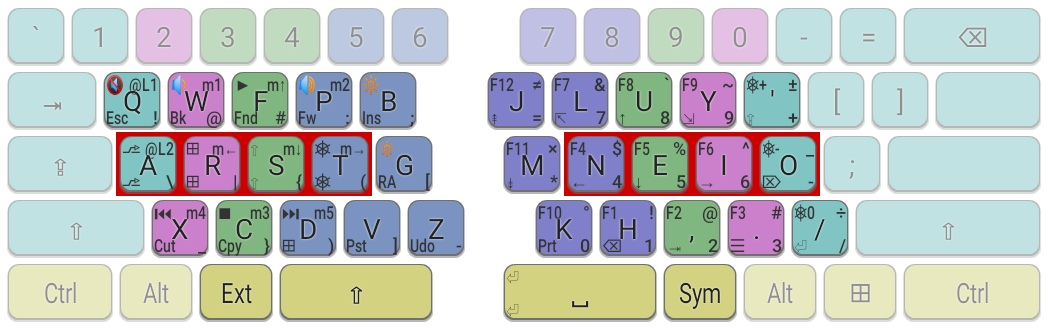 ` 1 2 3 4 5 6 7 8 9 0 - = ⌫
⇥ @L1 Q Esc ! m1 W Bk @ ▶ m↑ F Fnd # m2 P Fw : B Ins ; F12 ≠ J ⇞ = F7 & L ↖ 7 F8 ` U ↑ 8 F9 ~ Y ⇲ 9 ❄+ ± ' ⇧ + [ ]
⇪ @L2 A \ ⊞ m← R ⊞ | ⇧ m↓ S ⇧ { ❄ m→ T ❄ ( G RA [ F11 × M ⇟ * F4 $ N ← 4 F5 % E ↓ 5 F6 ^ I → 6 ❄- _ O ⌦ - ;
⇧ ⏮ m4 X Cut _ ■ m3 C Cpy } ⏭ m5 D ⊞ ) V Pst ] Z Udo - F10 ° K Prt 0 F1 ! H ⌫ 1 F2 @ , ⇥ 2 F3 # . ☰ 3 ❄0 ÷ / ⏎ / ⇧
Ctrl Alt Ext ⇧ ⏎ ⏎ ␣ Sym Alt ⊞ Ctrl